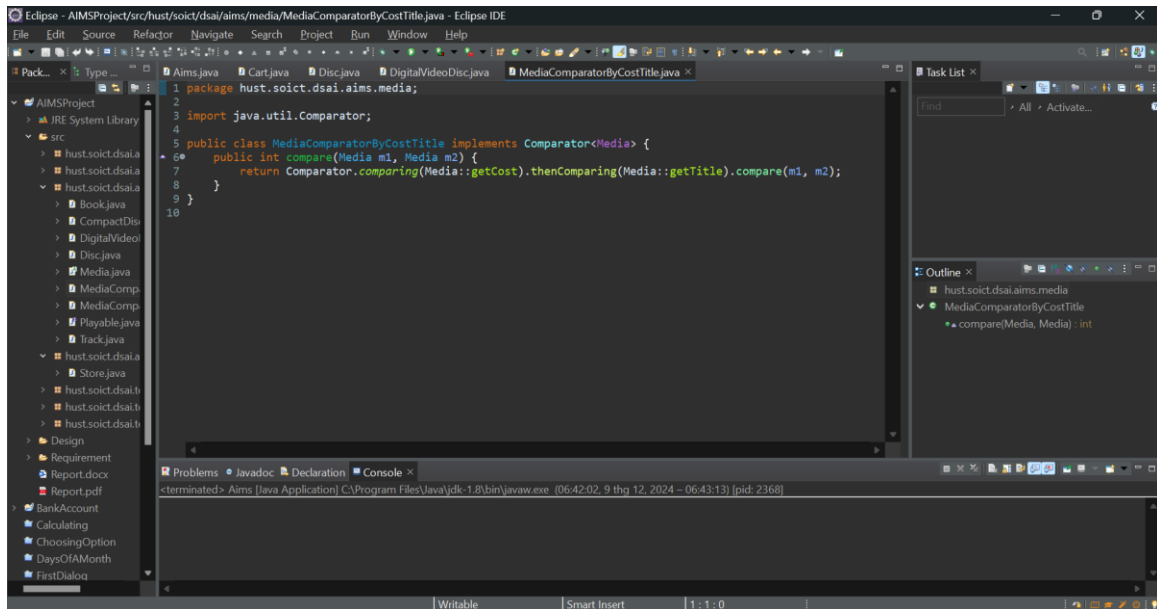 Eclipse - AIMSProject/src/hust/soict/dsai/aims/media/MediaComparatorByCostTitle.java - Eclipse IDE
File Edit Source Refactor Navigate Search Project Run Window Help
Pack... Type ...
Aims.java Cart.java Disc.java DigitalVideoDisc.java MediaComparatorByCostTitle.java
Task List
AIMSProject
JRE System Library
src
hust.soict.dsai.a
hust.soict.dsai.a
hust.soict.dsai.a
Book.java
CompactDis
DigitalVideo
Disc.java
Media.java
MediaComp
MediaComp
Playable.java
Track.java
hust.soict.dsai.a
Store.java
hust.soict.dsai.t
hust.soict.dsai.t
hust.soict.dsai.t
Design
Requirement
Report.docx
Report.pdf
BankAccount
Calculating
ChoosingOption
DaysOfAMonth
FirstDialog
1 package hust.soict.dsai.aims.media;
2
3 import java.util.Comparator;
4
5 public class MediaComparatorByCostTitle implements Comparator<Media> {
6 public int compare(Media m1, Media m2) {
7 return Comparator.comparing(Media::getCost).thenComparing(Media::getTitle).compare(m1, m2);
8 }
9 }
10
Find All Activate...
Outline
hust.soict.dsai.aims.media
MediaComparatorByCostTitle
compare(Media, Media) : int
Problems Javadoc Declaration Console
<terminated> Aims [Java Application] C:\Program Files\Java\jdk-1.8\bin\javaw.exe (06:42:02, 9 thg 12, 2024 – 06:43:13) [pid: 2368]
Writable Smart Insert 1 : 1 : 0